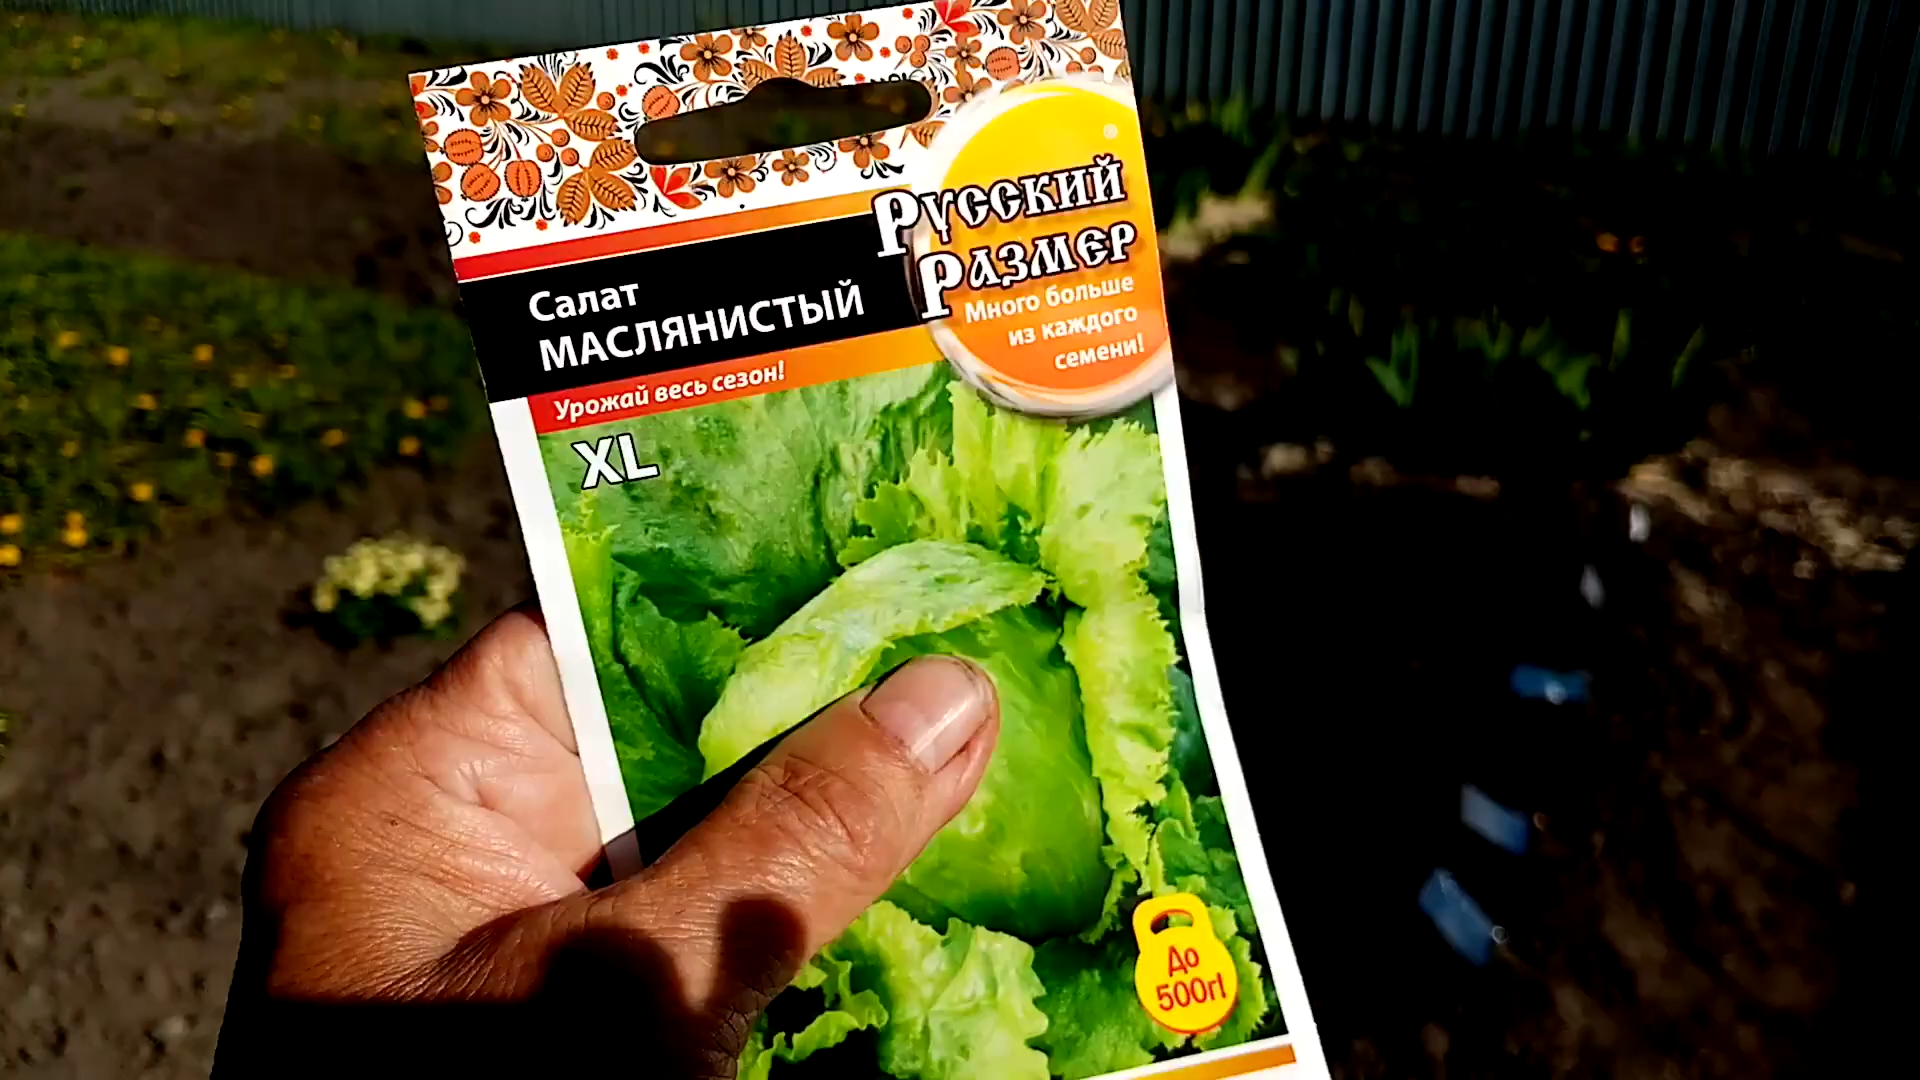 Русский
Размер
®
Много больше
из каждого
семени!
Салат
МАСЛЯНИСТЫЙ
Урожай весь сезон!
XL
До
500г!